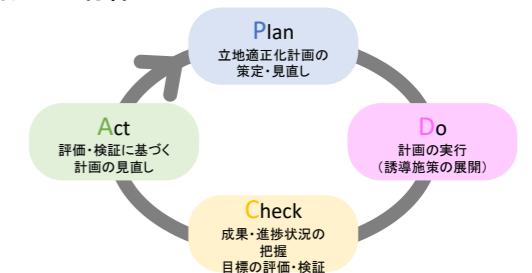 Plan
立地適正化計画の
策定・見直し
Do
計画の実行
（誘導施策の展開）
Check
成果・進捗状況の
把握
目標の評価・検証
Act
評価・検証に基づく
計画の見直し